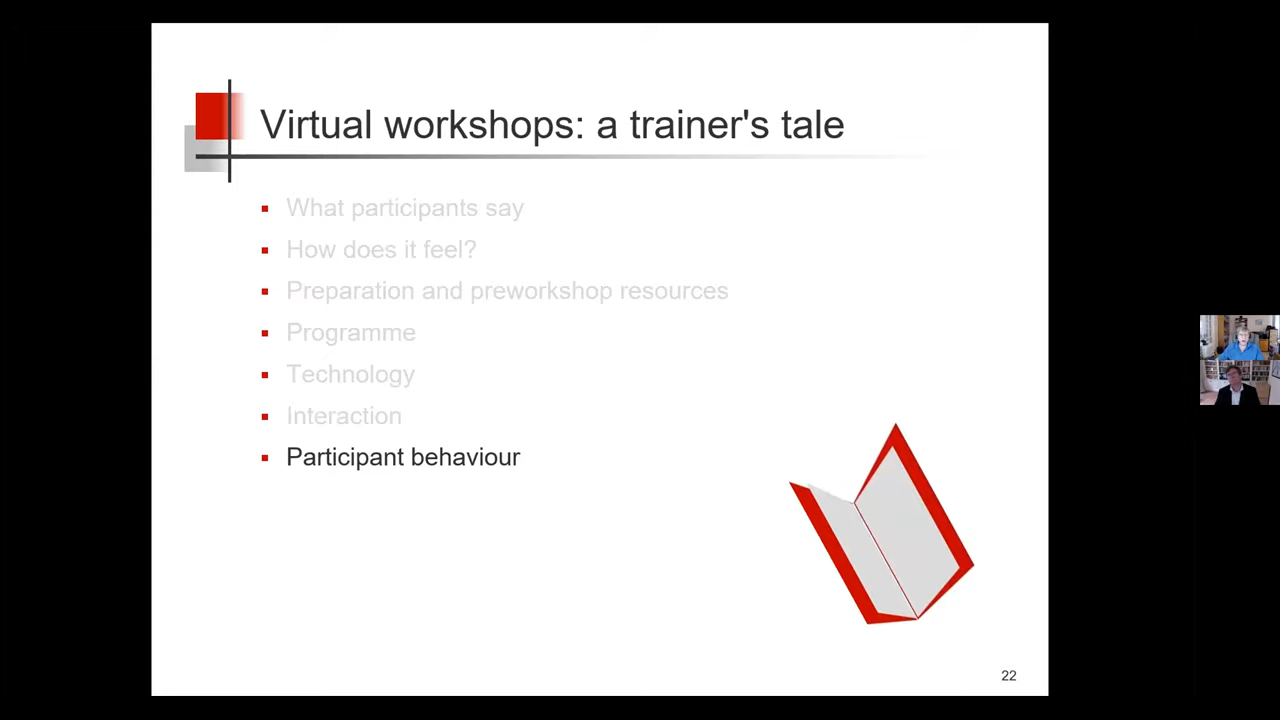 Virtual workshops: a trainer's tale
What participants say
How does it feel?
Preparation and preworkshop resources
Programme
Technology
Interaction
Participant behaviour
22